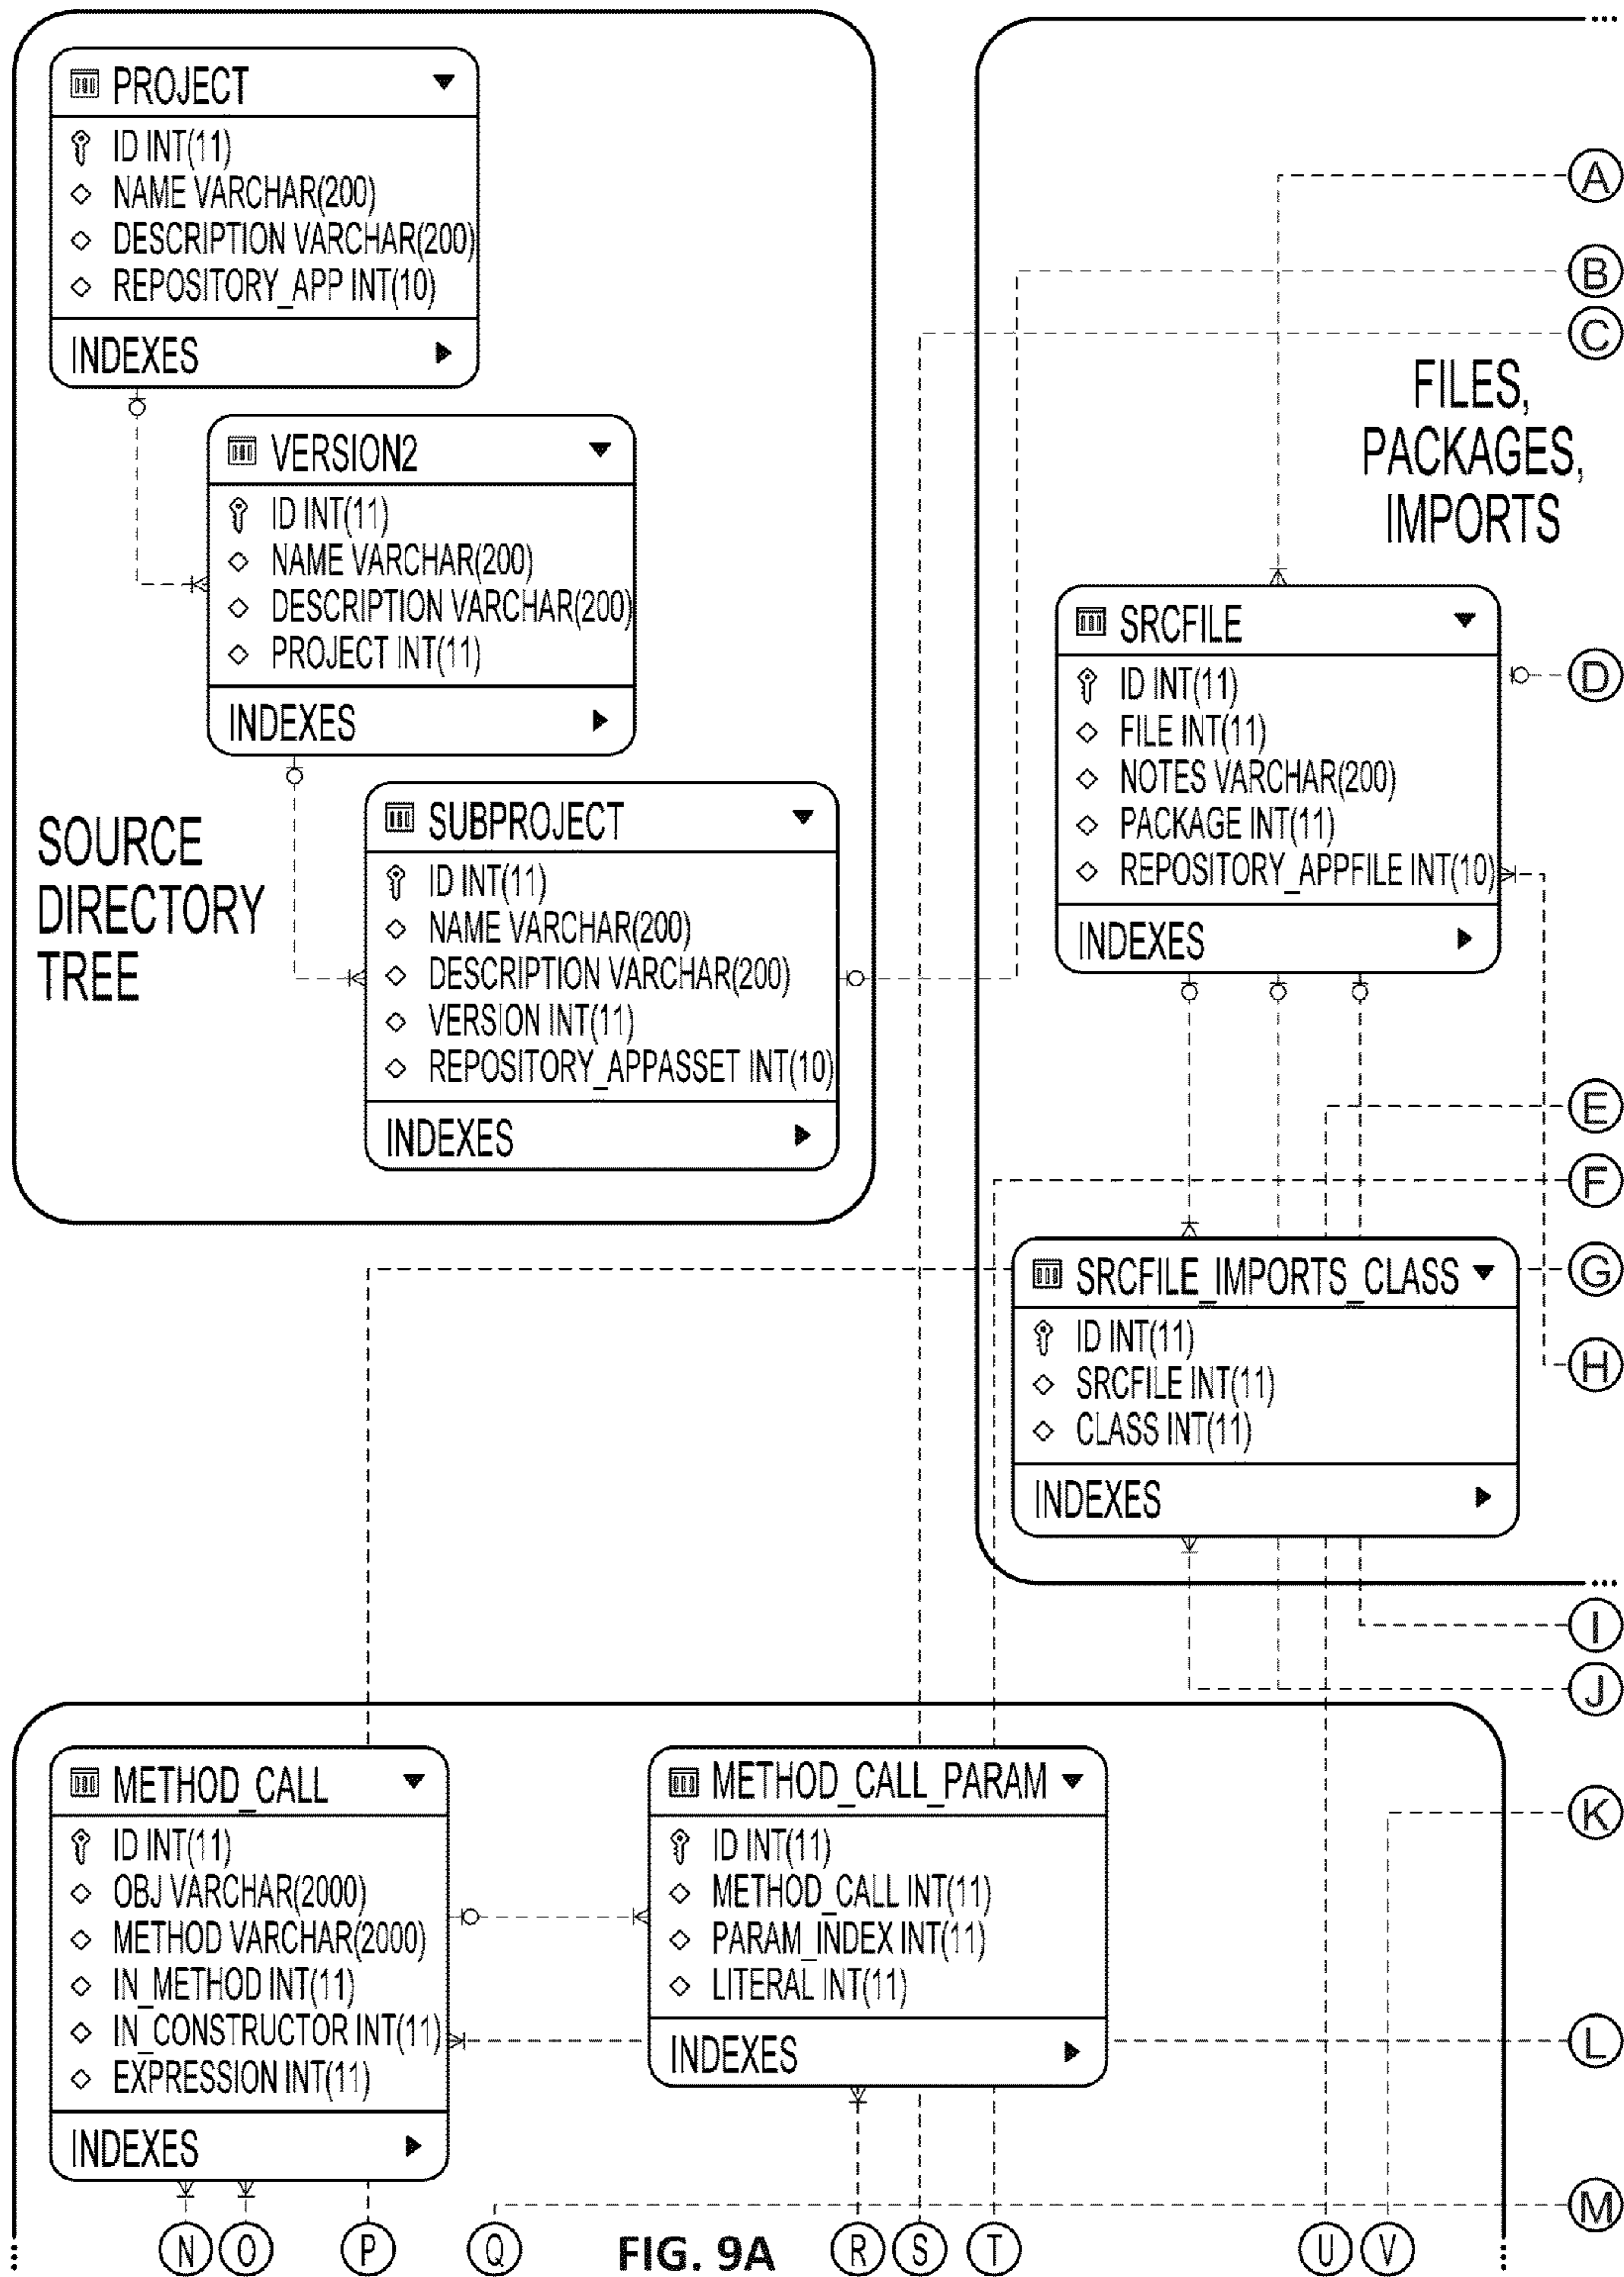 PROJECT
ID INT(11)
NAME VARCHAR(200)
DESCRIPTION VARCHAR(200)
REPOSITORY_APP INT(10)
INDEXES
VERSION2
ID INT(11)
NAME VARCHAR(200)
DESCRIPTION VARCHAR(200)
PROJECT INT(11)
INDEXES
SUBPROJECT
ID INT(11)
NAME VARCHAR(200)
DESCRIPTION VARCHAR(200)
VERSION INT(11)
REPOSITORY_APPASSET INT(10)
INDEXES
SOURCE
DIRECTORY
TREE
...
A
B
C
FILES,
PACKAGES,
IMPORTS
SRCFILE
ID INT(11)
FILE INT(11)
NOTES VARCHAR(200)
PACKAGE INT(11)
REPOSITORY_APPFILE INT(10)
INDEXES
D
E
F
G
H
SRCFILE_IMPORTS_CLASS
ID INT(11)
SRCFILE INT(11)
CLASS INT(11)
INDEXES
...
I
J
K
METHOD_CALL
ID INT(11)
OBJ VARCHAR(2000)
METHOD VARCHAR(2000)
IN_METHOD INT(11)
IN_CONSTRUCTOR INT(11)
EXPRESSION INT(11)
INDEXES
METHOD_CALL_PARAM
ID INT(11)
METHOD_CALL INT(11)
PARAM_INDEX INT(11)
LITERAL INT(11)
INDEXES
L
M
N O P Q R S T U V
FIG. 9A